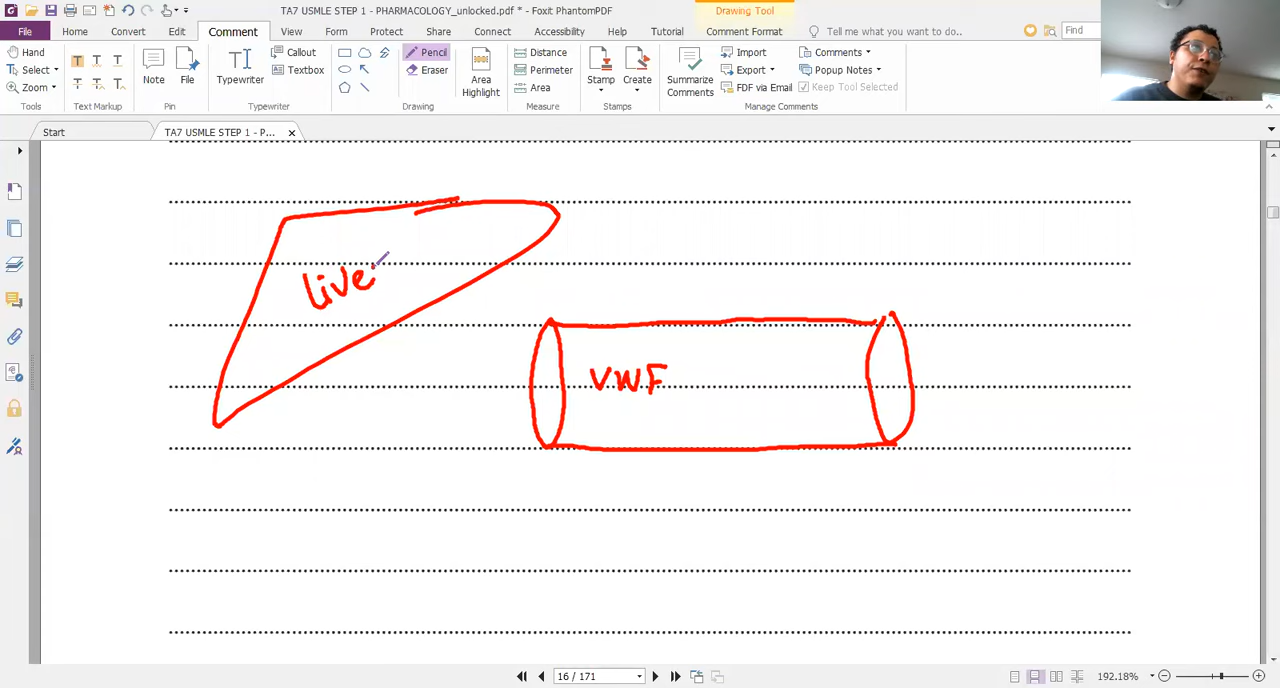 TA7 USMLE STEP 1 - PHARMACOLOGY_unlocked.pdf * - Foxit PhantomPDF
Drawing Tool
File Home Convert Edit Comment View Form Protect Share Connect Accessibility Help Tutorial Comment Format Tell me what you want to do.. Find
Hand
Select
Zoom
Tools
T T T
T T T
Text Markup
Note
File
Pin
Typewriter
Callout
Textbox
Typewriter
Pencil
Eraser
Drawing
Area Highlight
Distance
Perimeter
Area
Measure
Stamp
Create
Stamps
Summarize Comments
Import
Export
FDF via Email
Comments
Popup Notes
Keep Tool Selected
Manage Comments
Start
TA7 USMLE STEP 1 - P...
live
VWF
16 / 171
192.18%